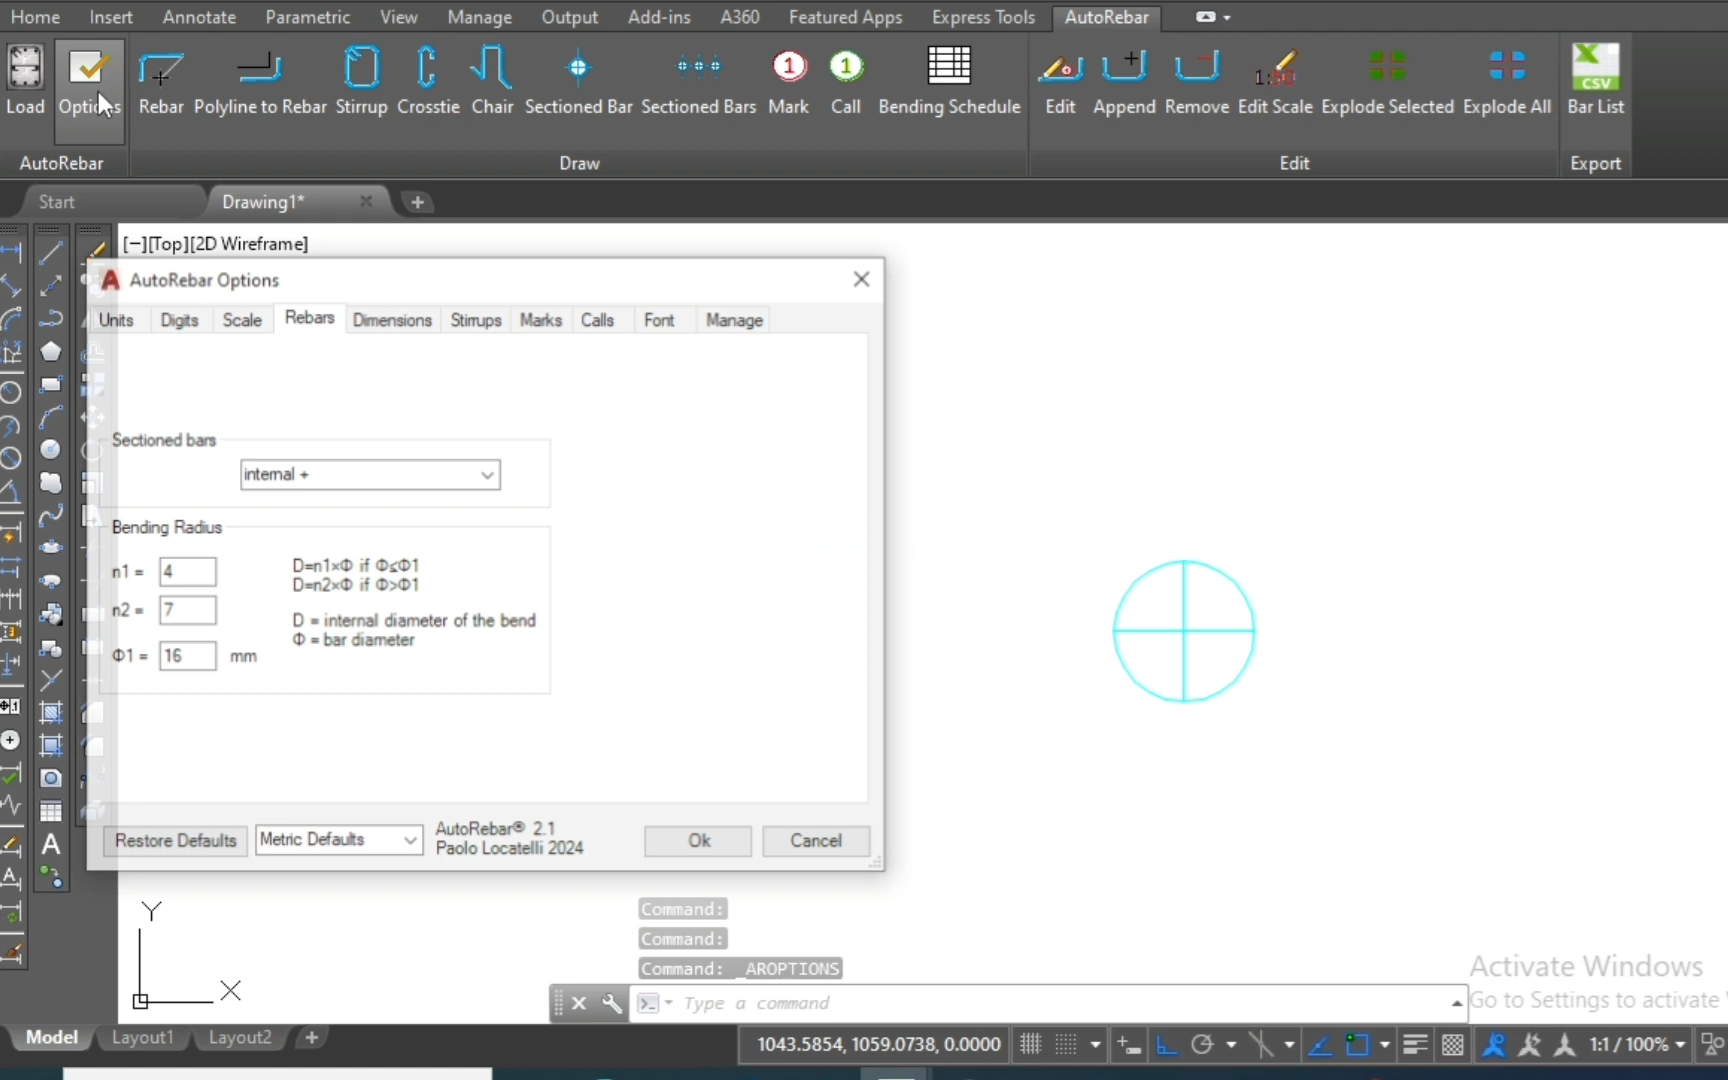 Home Insert Annotate Parametric View Manage Output Add-ins A360 Featured Apps Express Tools AutoRebar
Load Options Rebar Polyline to Rebar Stirrup Crosstie Chair Sectioned Bar Sectioned Bars Mark Call Bending Schedule Edit Append Remove Edit Scale Explode Selected Explode All Bar List
AutoRebar Draw Edit Export
Start Drawing1*
[−][Top][2D Wireframe]
AutoRebar Options
Units Digits Scale Rebars Dimensions Stirrups Marks Calls Font Manage
Sectioned bars
internal +
Bending Radius
n1 = 4 D=n1xΦ if Φ≤Φ1
D=n2xΦ if Φ>Φ1
n2 = 7
D = internal diameter of the bend
Φ = bar diameter
Φ1 = 16 mm
Restore Defaults Metric Defaults AutoRebar® 2.1 Ok Cancel
Paolo Locatelli 2024
Y
X
Command:
Command:
Command: _AROPTIONS
Type a command
Activate Windows
Go to Settings to activate
Model Layout1 Layout2
1043.5854, 1059.0738, 0.0000 1:1 / 100%